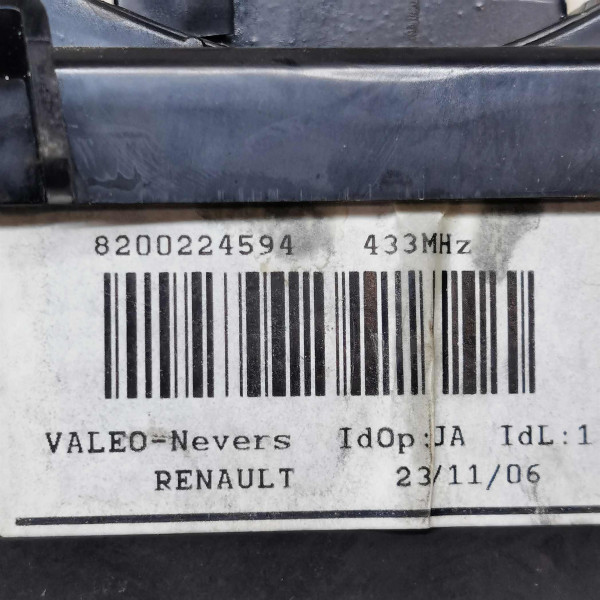 8200224594 433MHz
VALEO-Nevers IdOp:JA IdL:1
RENAULT 23/11/06